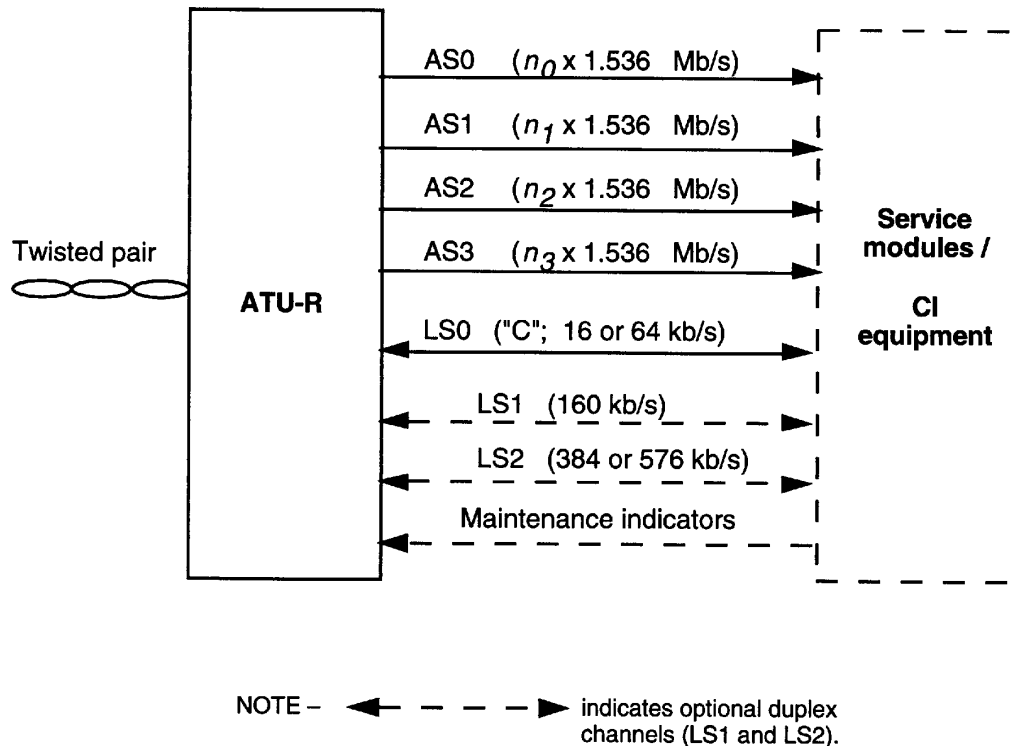 AS0 (n0 x 1.536 Mb/s)
AS1 (n1 x 1.536 Mb/s)
AS2 (n2 x 1.536 Mb/s)
AS3 (n3 x 1.536 Mb/s)
Twisted pair
ATU-R
LS0 ("C"; 16 or 64 kb/s)
LS1 (160 kb/s)
LS2 (384 or 576 kb/s)
Maintenance indicators
Service
modules /
CI
equipment
NOTE – indicates optional duplex
channels (LS1 and LS2).